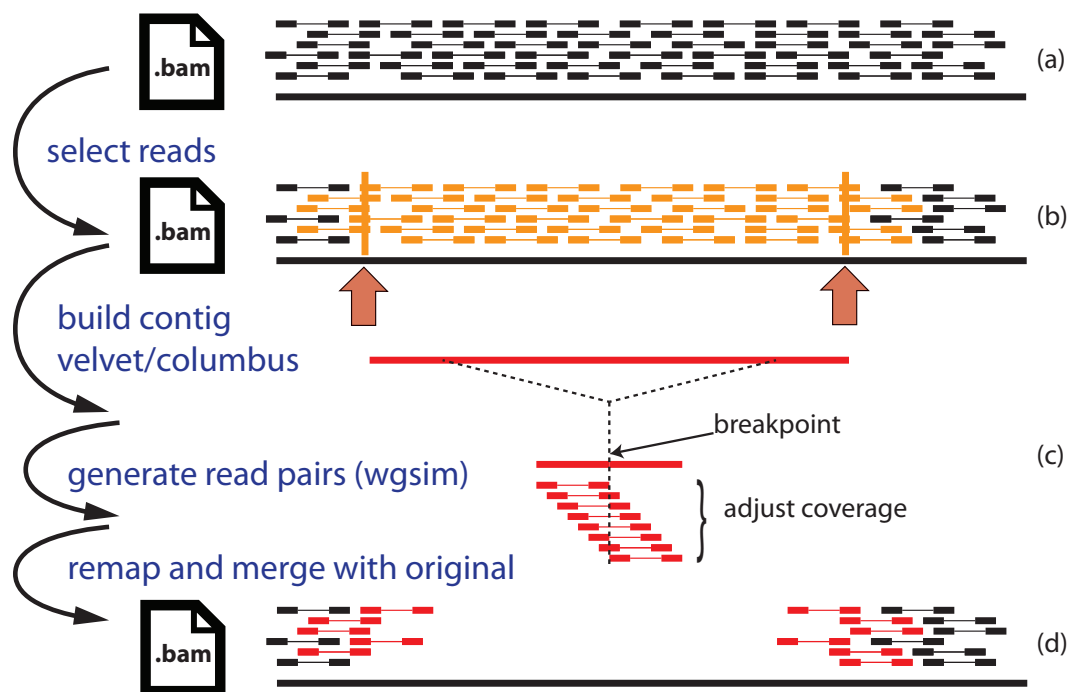 .bam
(a)
select reads
.bam
(b)
build contig
velvet/columbus
breakpoint
(c)
generate read pairs (wgsim)
adjust coverage
remap and merge with original
.bam
(d)